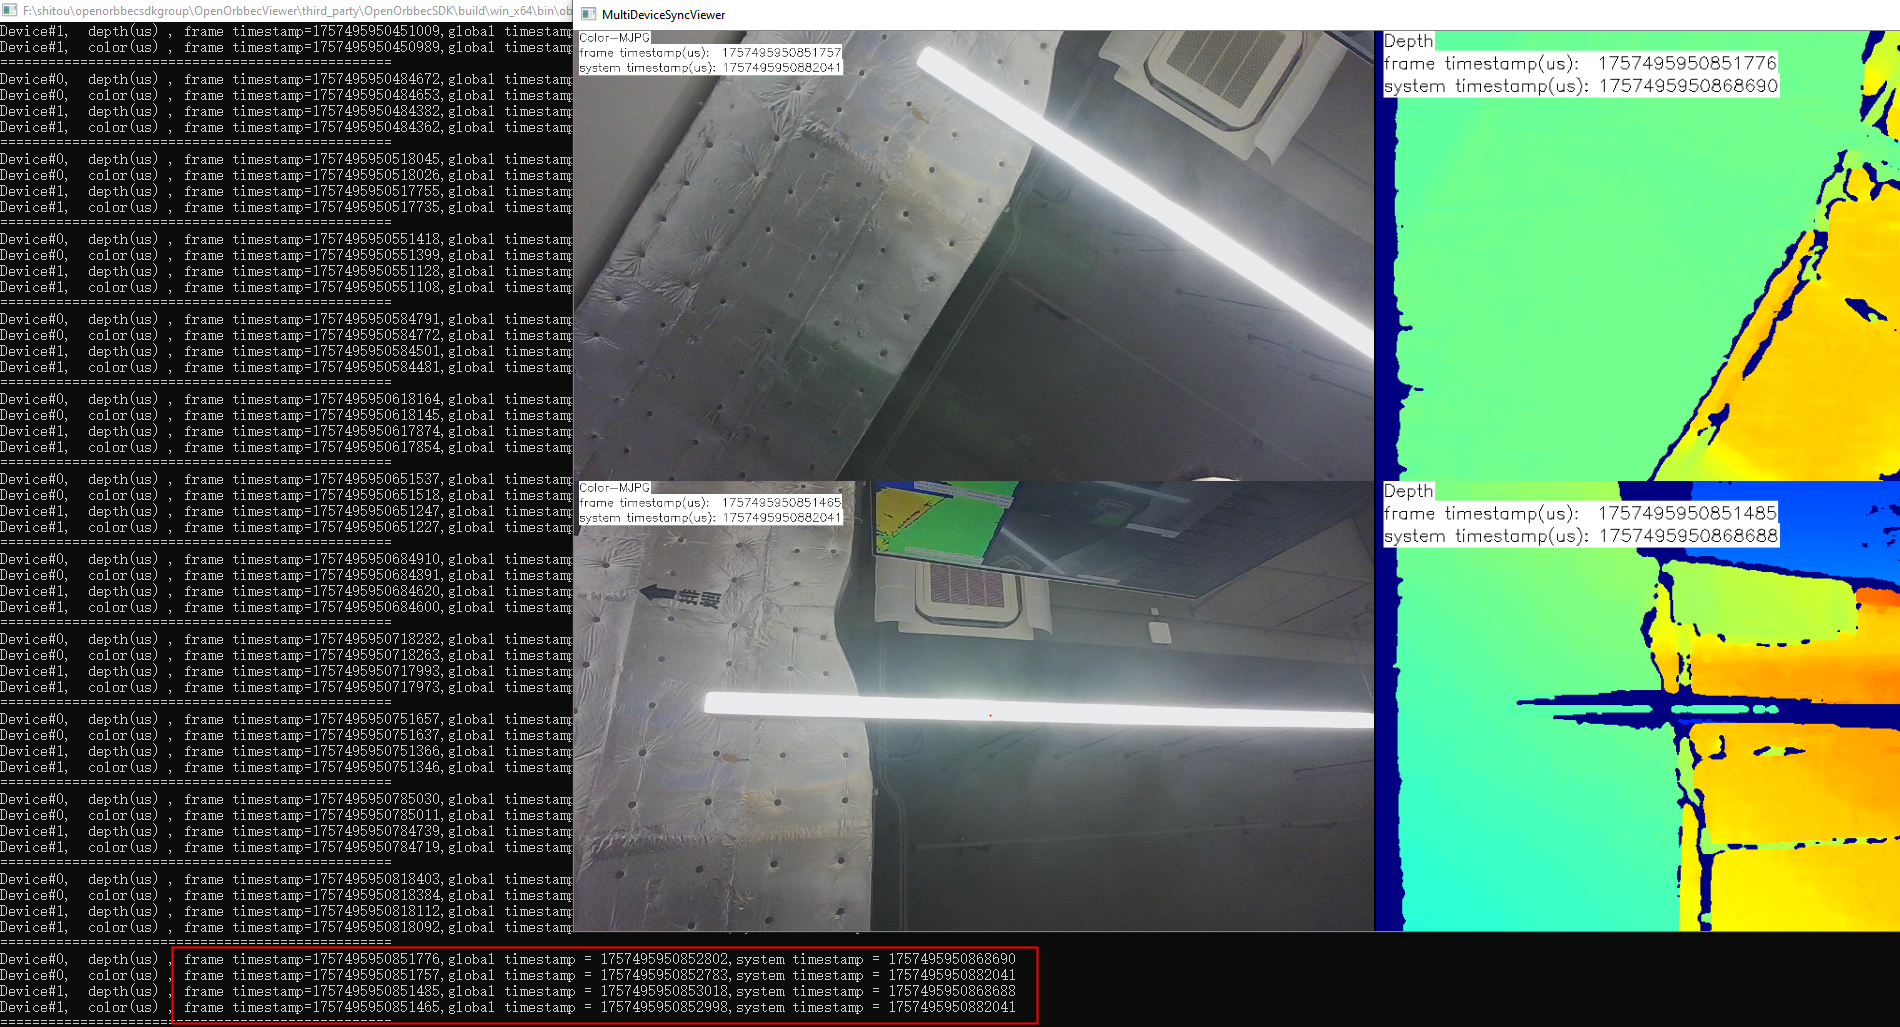 F:\shitou\openorbbecsdkgroup\OpenOrbbecViewer\third_party\OpenOrbbecSDK\build\win_x64\bin\ob
Device#1,  depth(us) , frame timestamp=1757495950451009,global timestamp
Device#1,  color(us) , frame timestamp=1757495950450989,global timestamp
=================================================
Device#0,  depth(us) , frame timestamp=1757495950484672,global timestamp
Device#0,  color(us) , frame timestamp=1757495950484653,global timestamp
Device#1,  depth(us) , frame timestamp=1757495950484382,global timestamp
Device#1,  color(us) , frame timestamp=1757495950484362,global timestamp
=================================================
Device#0,  depth(us) , frame timestamp=1757495950518045,global timestamp
Device#0,  color(us) , frame timestamp=1757495950518026,global timestamp
Device#1,  depth(us) , frame timestamp=1757495950517755,global timestamp
Device#1,  color(us) , frame timestamp=1757495950517735,global timestamp
=================================================
Device#0,  depth(us) , frame timestamp=1757495950551418,global timestamp
Device#0,  color(us) , frame timestamp=1757495950551399,global timestamp
Device#1,  depth(us) , frame timestamp=1757495950551128,global timestamp
Device#1,  color(us) , frame timestamp=1757495950551108,global timestamp
=================================================
Device#0,  depth(us) , frame timestamp=1757495950584791,global timestamp
Device#0,  color(us) , frame timestamp=1757495950584772,global timestamp
Device#1,  depth(us) , frame timestamp=1757495950584501,global timestamp
Device#1,  color(us) , frame timestamp=1757495950584481,global timestamp
=================================================
Device#0,  depth(us) , frame timestamp=1757495950618164,global timestamp
Device#0,  color(us) , frame timestamp=1757495950618145,global timestamp
Device#1,  depth(us) , frame timestamp=1757495950617874,global timestamp
Device#1,  color(us) , frame timestamp=1757495950617854,global timestamp
=================================================
Device#0,  depth(us) , frame timestamp=1757495950651537,global timestamp
Device#0,  color(us) , frame timestamp=1757495950651518,global timestamp
Device#1,  depth(us) , frame timestamp=1757495950651247,global timestamp
Device#1,  color(us) , frame timestamp=1757495950651227,global timestamp
=================================================
Device#0,  depth(us) , frame timestamp=1757495950684910,global timestamp
Device#0,  color(us) , frame timestamp=1757495950684891,global timestamp
Device#1,  depth(us) , frame timestamp=1757495950684620,global timestamp
Device#1,  color(us) , frame timestamp=1757495950684600,global timestamp
=================================================
Device#0,  depth(us) , frame timestamp=1757495950718282,global timestamp
Device#0,  color(us) , frame timestamp=1757495950718263,global timestamp
Device#1,  depth(us) , frame timestamp=1757495950717993,global timestamp
Device#1,  color(us) , frame timestamp=1757495950717973,global timestamp
=================================================
Device#0,  depth(us) , frame timestamp=1757495950751657,global timestamp
Device#0,  color(us) , frame timestamp=1757495950751637,global timestamp
Device#1,  depth(us) , frame timestamp=1757495950751366,global timestamp
Device#1,  color(us) , frame timestamp=1757495950751346,global timestamp
=================================================
Device#0,  depth(us) , frame timestamp=1757495950785030,global timestamp
Device#0,  color(us) , frame timestamp=1757495950785011,global timestamp
Device#1,  depth(us) , frame timestamp=1757495950784739,global timestamp
Device#1,  color(us) , frame timestamp=1757495950784719,global timestamp
=================================================
Device#0,  depth(us) , frame timestamp=1757495950818403,global timestamp
Device#0,  color(us) , frame timestamp=1757495950818384,global timestamp
Device#1,  depth(us) , frame timestamp=1757495950818112,global timestamp
Device#1,  color(us) , frame timestamp=1757495950818092,global timestamp
=================================================
Device#0,  depth(us) , frame timestamp=1757495950851776,global timestamp = 1757495950852802,system timestamp = 1757495950868690
Device#0,  color(us) , frame timestamp=1757495950851757,global timestamp = 1757495950852783,system timestamp = 1757495950882041
Device#1,  depth(us) , frame timestamp=1757495950851485,global timestamp = 1757495950853018,system timestamp = 1757495950868688
Device#1,  color(us) , frame timestamp=1757495950851465,global timestamp = 1757495950852998,system timestamp = 1757495950882041
=================================================
MultiDeviceSyncViewer
Color-MJPG
frame timestamp(us):  1757495950851757
system timestamp(us): 1757495950882041
Depth
frame timestamp(us):  1757495950851776
system timestamp(us): 1757495950868690
Color-MJPG
frame timestamp(us):  1757495950851465
system timestamp(us): 1757495950882041
Depth
frame timestamp(us):  1757495950851485
system timestamp(us): 1757495950868688